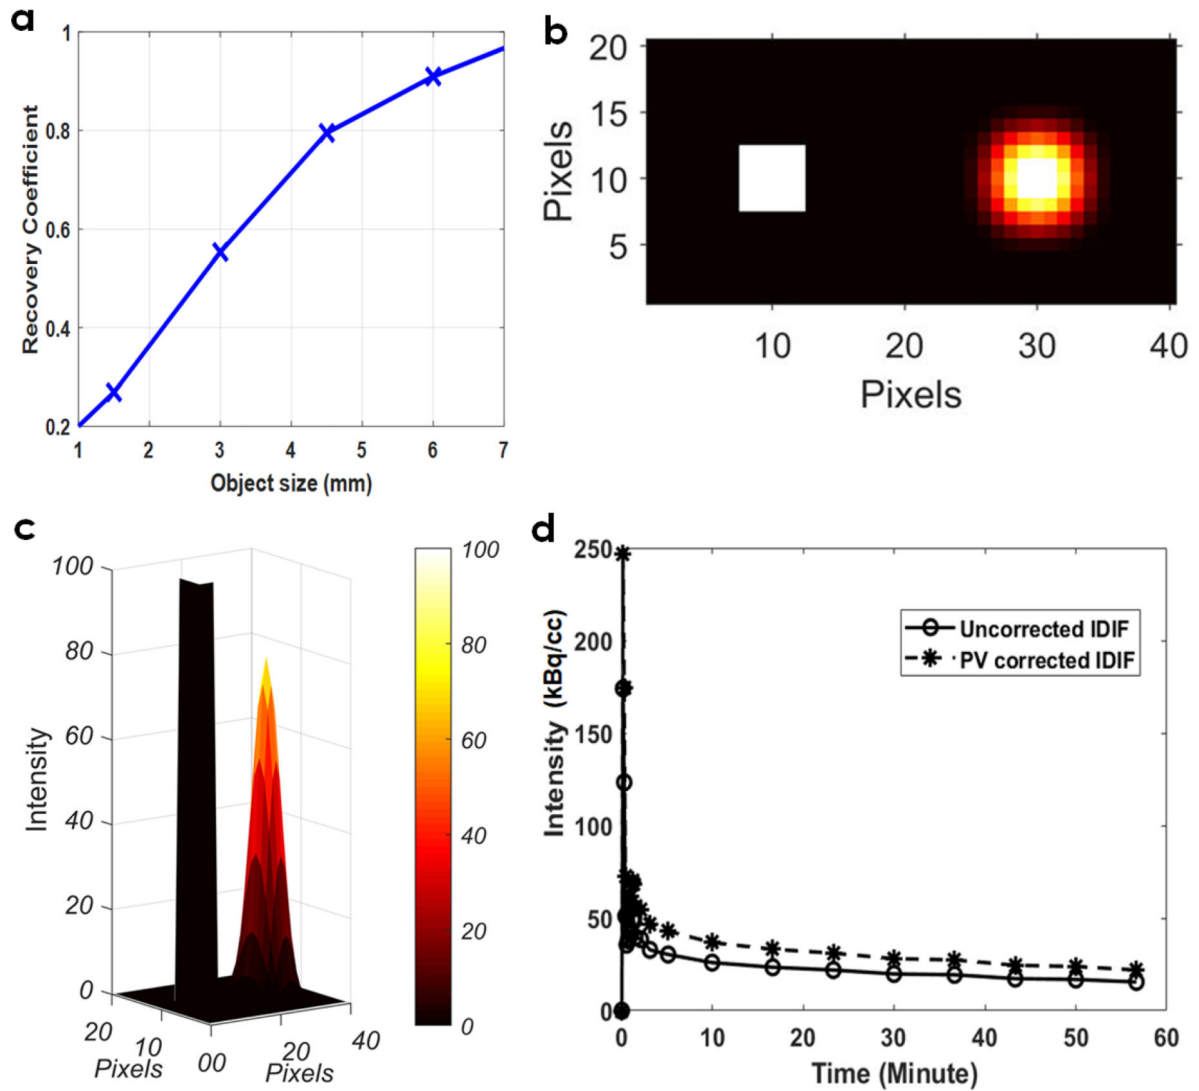 a
1
0.8
0.6
0.4
0.2
Recovery Coefficient
1 2 3 4 5 6 7
Object size (mm)
b
20
15
10
5
Pixels
10 20 30 40
Pixels
c
100
80
60
40
20
0
Intensity
20
10
00
20
40
Pixels
Pixels
100
80
60
40
20
0
d
250
200
150
100
50
0
Intensity (kBq/cc)
Uncorrected IDIF
PV corrected IDIF
0 10 20 30 40 50 60
Time (Minute)